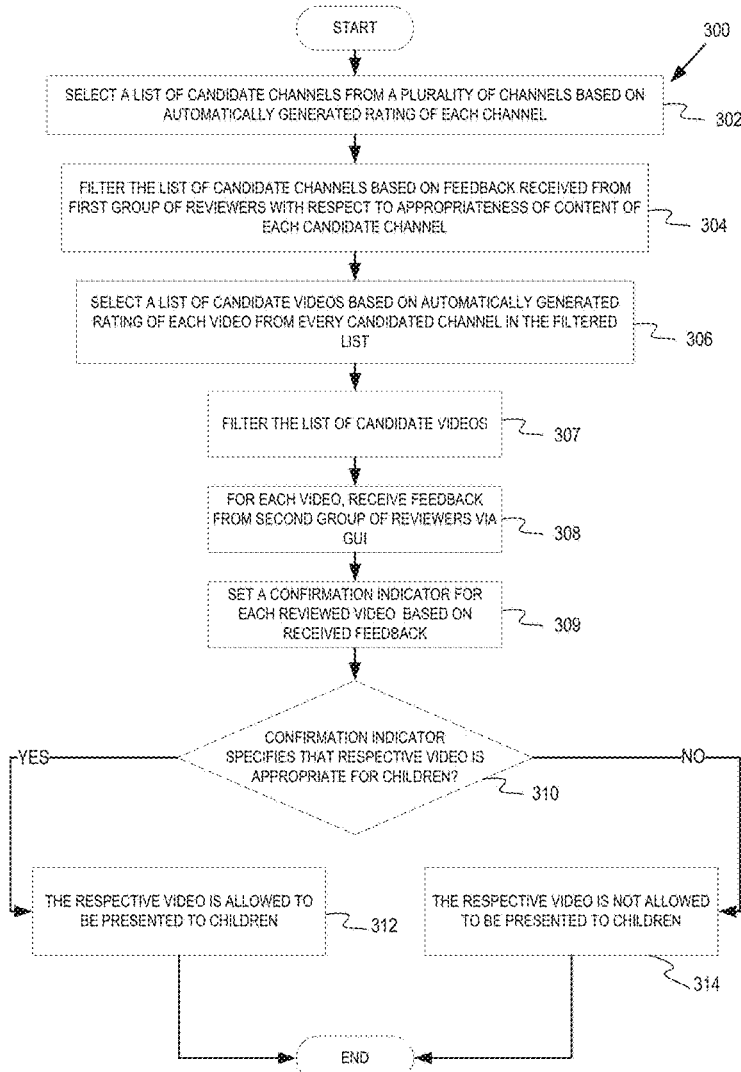 START
300
SELECT A LIST OF CANDIDATE CHANNELS FROM A PLURALITY OF CHANNELS BASED ON
AUTOMATICALLY GENERATED RATING OF EACH CHANNEL
302
FILTER THE LIST OF CANDIDATE CHANNELS BASED ON FEEDBACK RECEIVED FROM
FIRST GROUP OF REVIEWERS WITH RESPECT TO APPROPRIATENESS OF CONTENT OF
EACH CANDIDATE CHANNEL
304
SELECT A LIST OF CANDIDATE VIDEOS BASED ON AUTOMATICALLY GENERATED
RATING OF EACH VIDEO FROM EVERY CANDIDATED CHANNEL IN THE FILTERED
LIST
306
FILTER THE LIST OF CANDIDATE VIDEOS
307
FOR EACH VIDEO, RECEIVE FEEDBACK
FROM SECOND GROUP OF REVIEWERS VIA
GUI
308
SET A CONFIRMATION INDICATOR FOR
EACH REVIEWED VIDEO BASED ON
RECEIVED FEEDBACK
309
CONFIRMATION INDICATOR
SPECIFIES THAT RESPECTIVE VIDEO IS
APPROPRIATE FOR CHILDREN?
310
YES
NO
THE RESPECTIVE VIDEO IS ALLOWED TO
BE PRESENTED TO CHILDREN
312
THE RESPECTIVE VIDEO IS NOT ALLOWED
TO BE PRESENTED TO CHILDREN
314
END